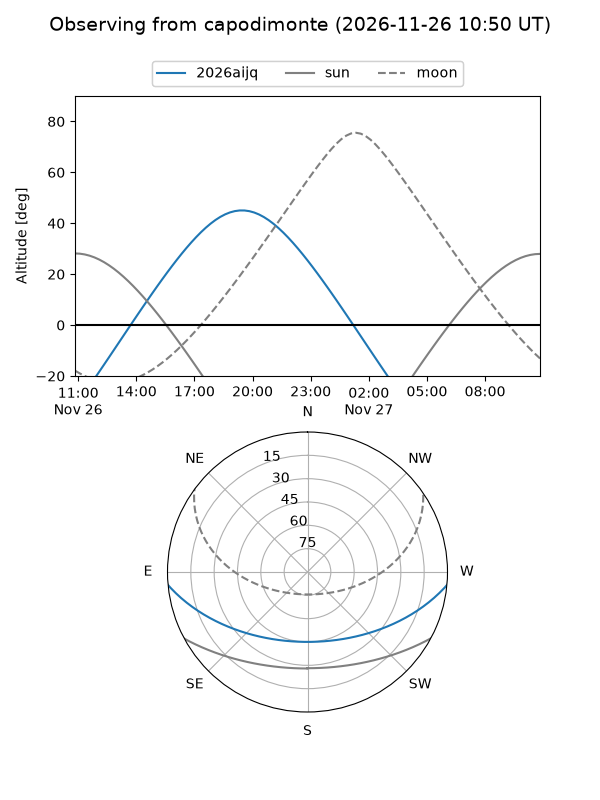 Observing from capodimonte (2026-11-26 10:50 UT)
2026aijq sun moon
80
60
40
20
0
−20
Altitude [deg]
11:00 14:00 17:00 20:00 23:00 02:00 05:00 08:00
Nov 26 Nov 27
N
NE NW
15
30
45
60
75
E W
SE SW
S